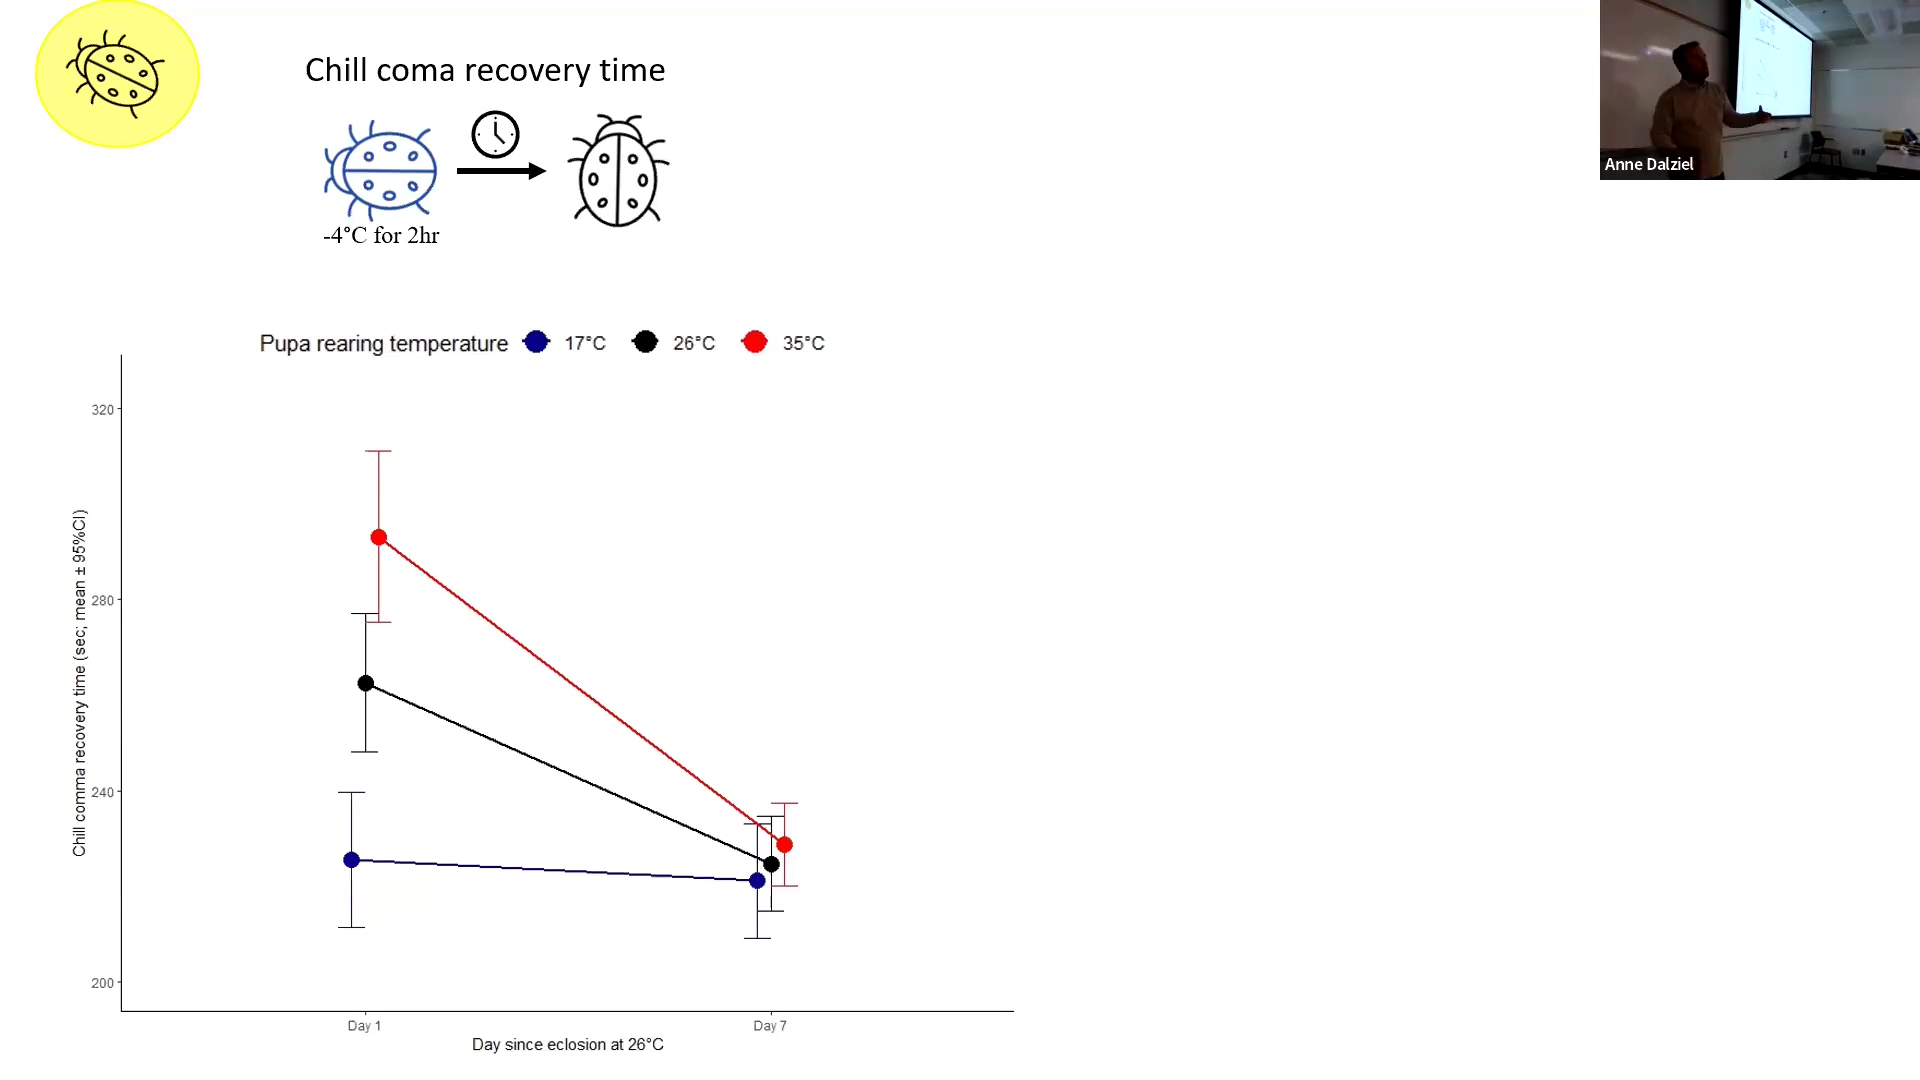 Chill coma recovery time
-4°C for 2hr
Anne Dalziel
Pupa rearing temperature 17°C 26°C 35°C
Chill comma recovery time (sec; mean ± 95%CI)
320
280
240
200
Day 1 Day 7
Day since eclosion at 26°C